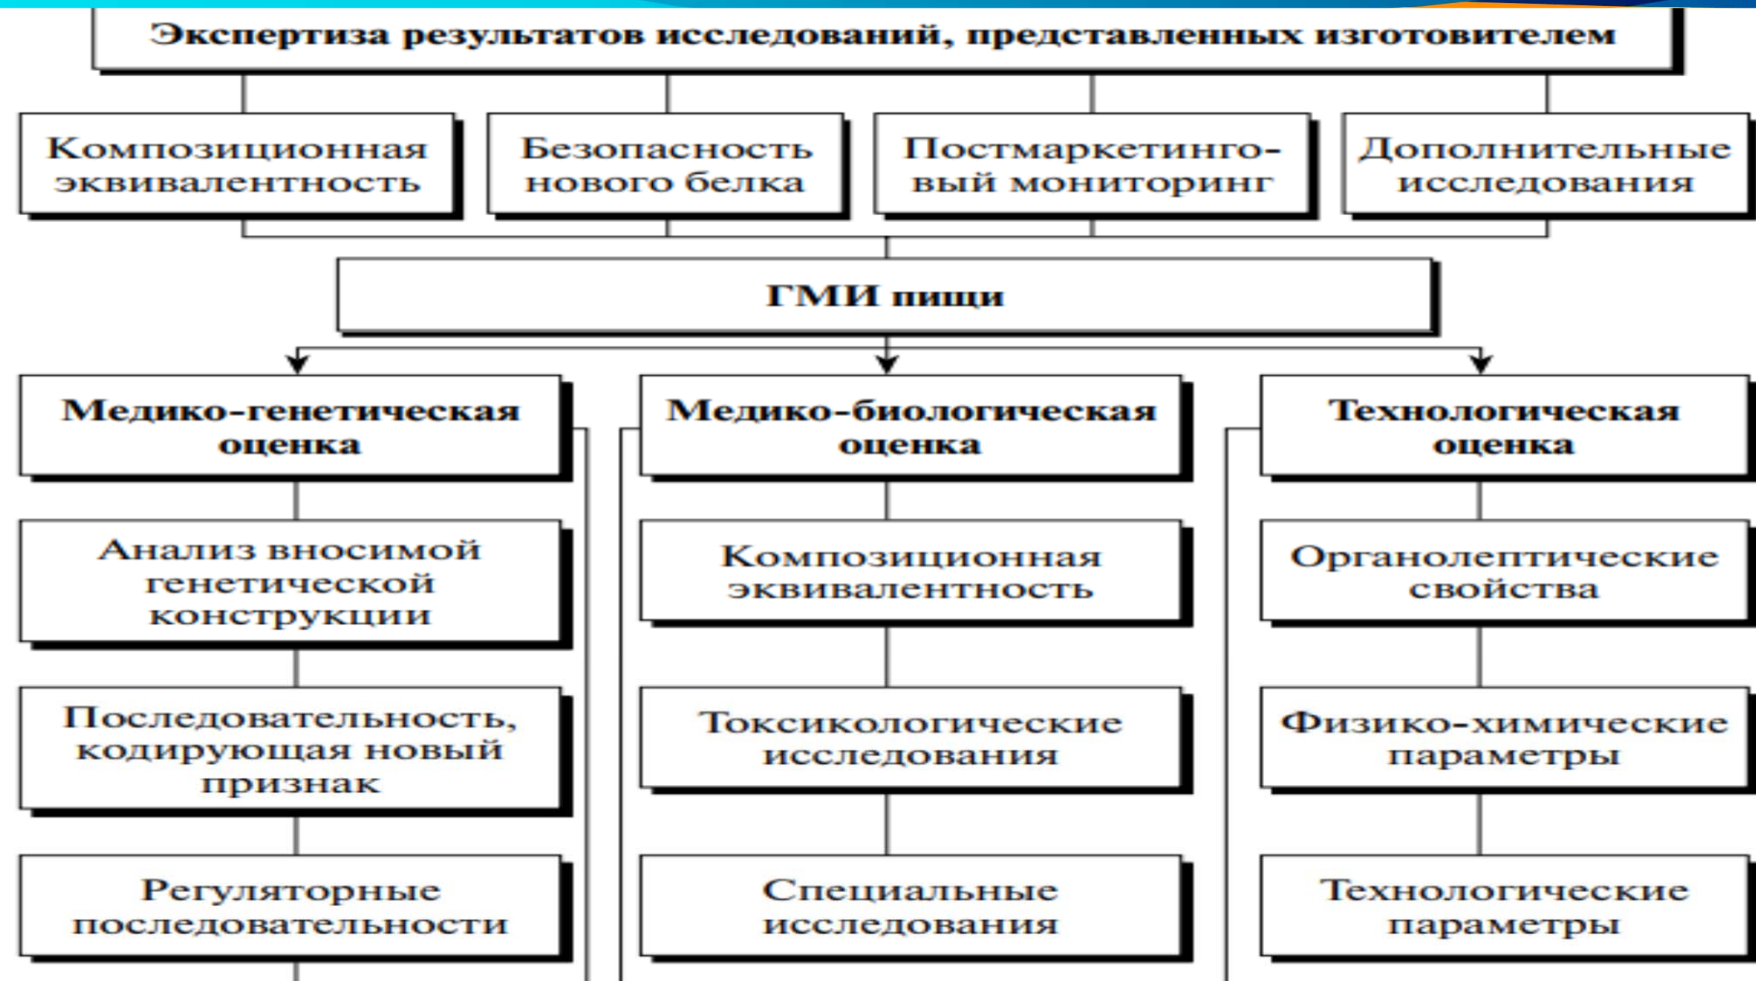 Экспертиза результатов исследований, представленных изготовителем
Композиционная
эквивалентность
Безопасность
нового белка
Постмаркетинго-
вый мониторинг
Дополнительные
исследования
ГМИ пищи
Медико-генетическая
оценка
Медико-биологическая
оценка
Технологическая
оценка
Анализ вносимой
генетической
конструкции
Композиционная
эквивалентность
Органолептические
свойства
Последовательность,
кодирующая новый
признак
Токсикологические
исследования
Физико-химические
параметры
Регуляторные
последовательности
Специальные
исследования
Технологические
параметры